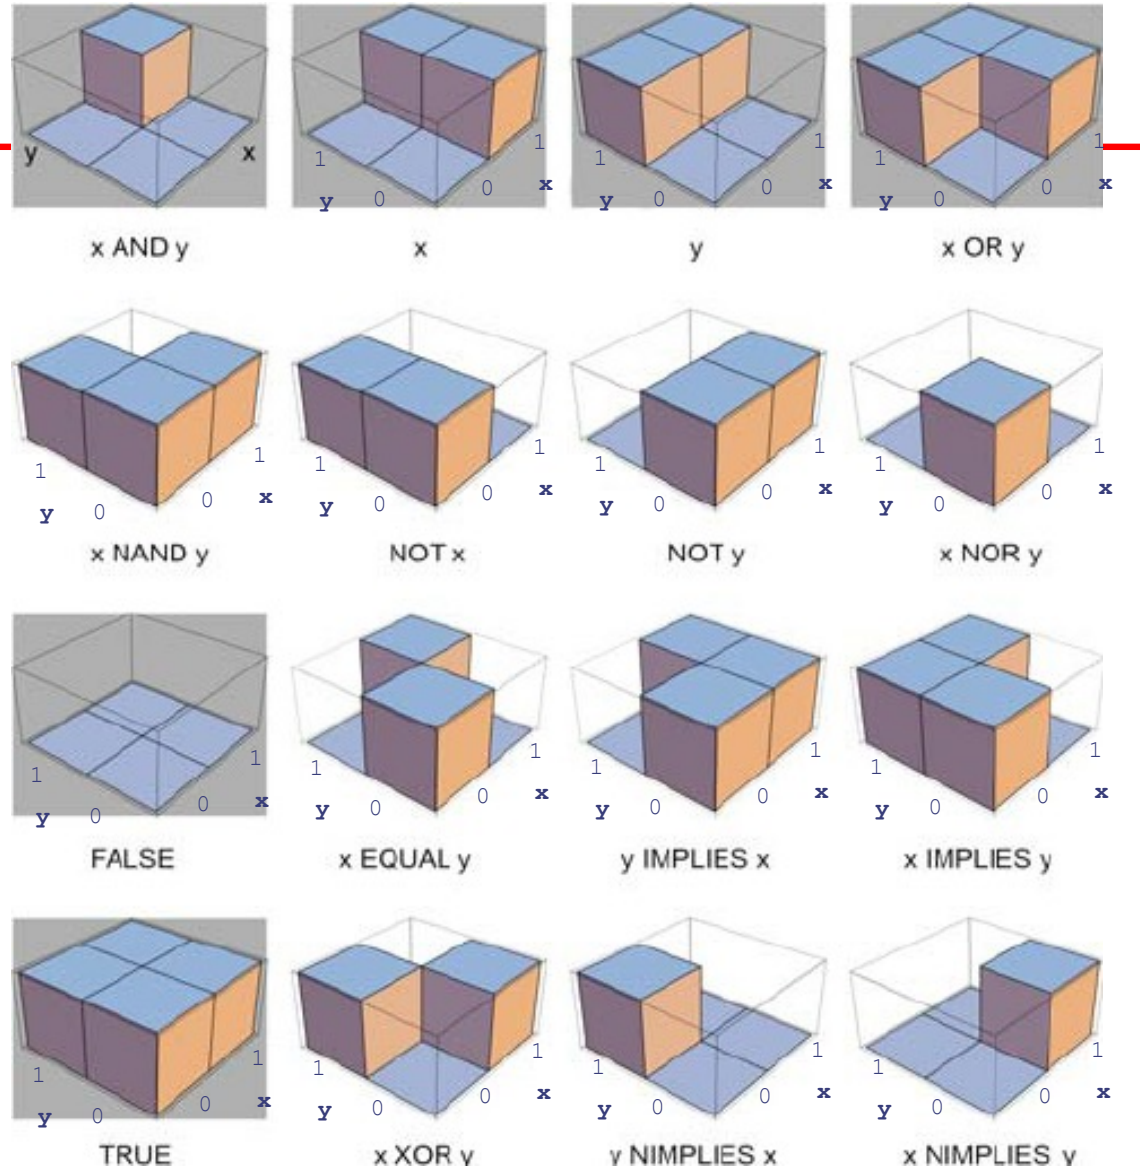 y x
1 0 0 1
y x
1 0 0 1
y x
1 0 0 1
y x
x AND y
x
y
x OR y
1 0 0 1
y x
1 0 0 1
y x
1 0 0 1
y x
1 0 0 1
y x
x NAND y
NOT x
NOT y
x NOR y
1 0 0 1
y x
1 0 0 1
y x
1 0 0 1
y x
1 0 0 1
y x
FALSE
x EQUAL y
y IMPLIES x
x IMPLIES y
1 0 0 1
y x
1 0 0 1
y x
1 0 0 1
y x
1 0 0 1
y x
TRUE
x XOR y
y NIMPLIES x
x NIMPLIES y